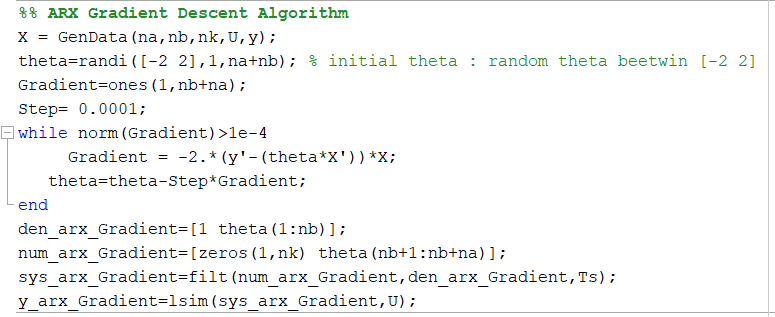 %% ARX Gradient Descent Algorithm
X = GenData(na,nb,nk,U,y);
theta=randi([-2 2],1,na+nb); % initial theta : random theta beetwin [-2 2]
Gradient=ones(1,nb+na);
Step= 0.0001;
while norm(Gradient)>1e-4
Gradient = -2.*(y'-(theta*X'))*X;
theta=theta-Step*Gradient;
end
den_arx_Gradient=[1 theta(1:nb)];
num_arx_Gradient=[zeros(1,nk) theta(nb+1:nb+na)];
sys_arx_Gradient=filt(num_arx_Gradient,den_arx_Gradient,Ts);
y_arx_Gradient=lsim(sys_arx_Gradient,U);